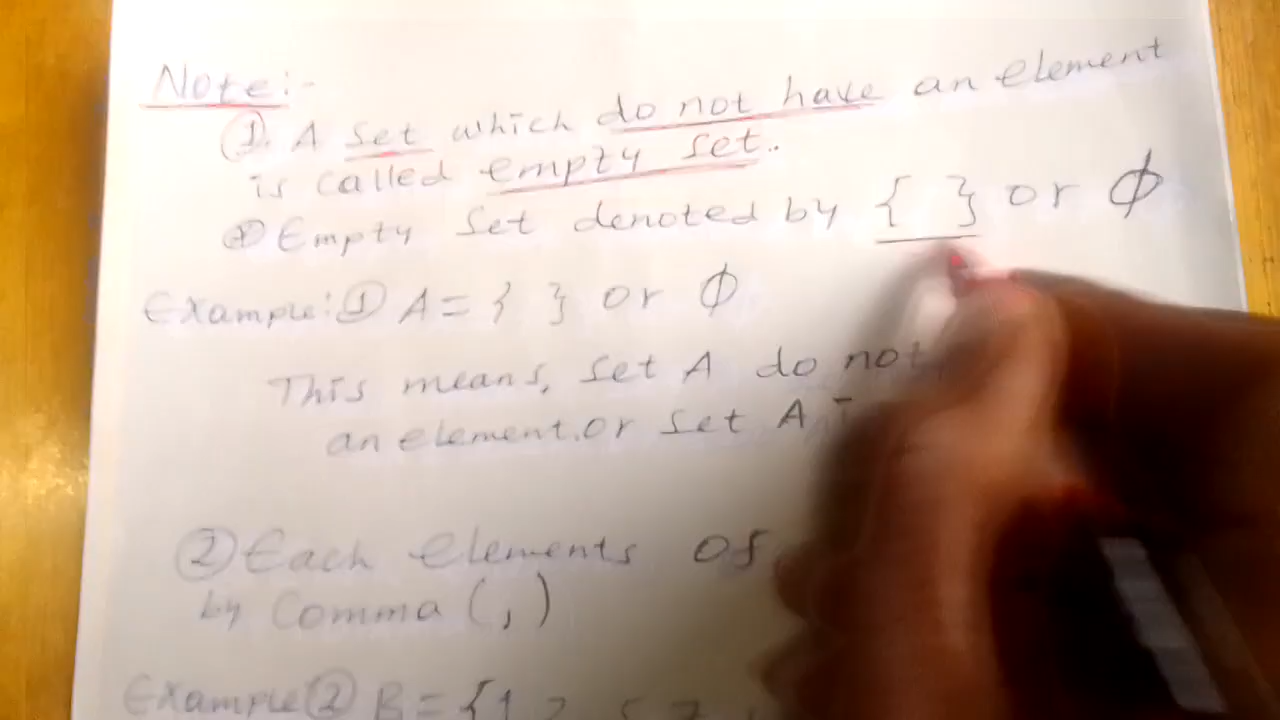 Note:-
①. A set which do not have an element
is called empty set.
Empty set denoted by { } or ϕ
Example: ① A = { } or ϕ
This means, set A do not
an element. or set A
② Each elements of
by comma (,)
Example ② B = {1 2